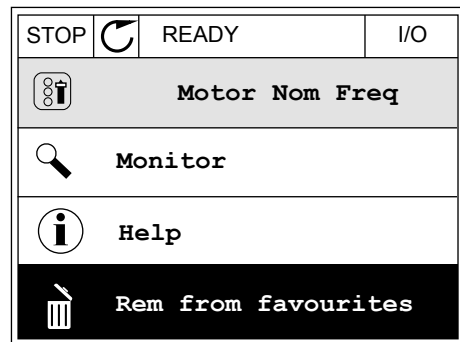 STOP READY I/O
Motor Nom Freq
Monitor
Help
Rem from favourites